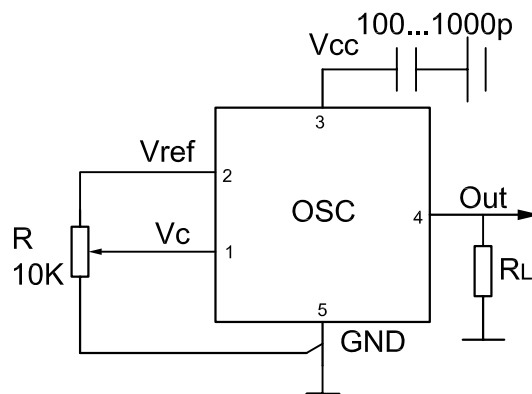 100...1000p
Vcc
3
Vref
2
OSC
Out
4
R
10K
Vc
1
RL
5
GND